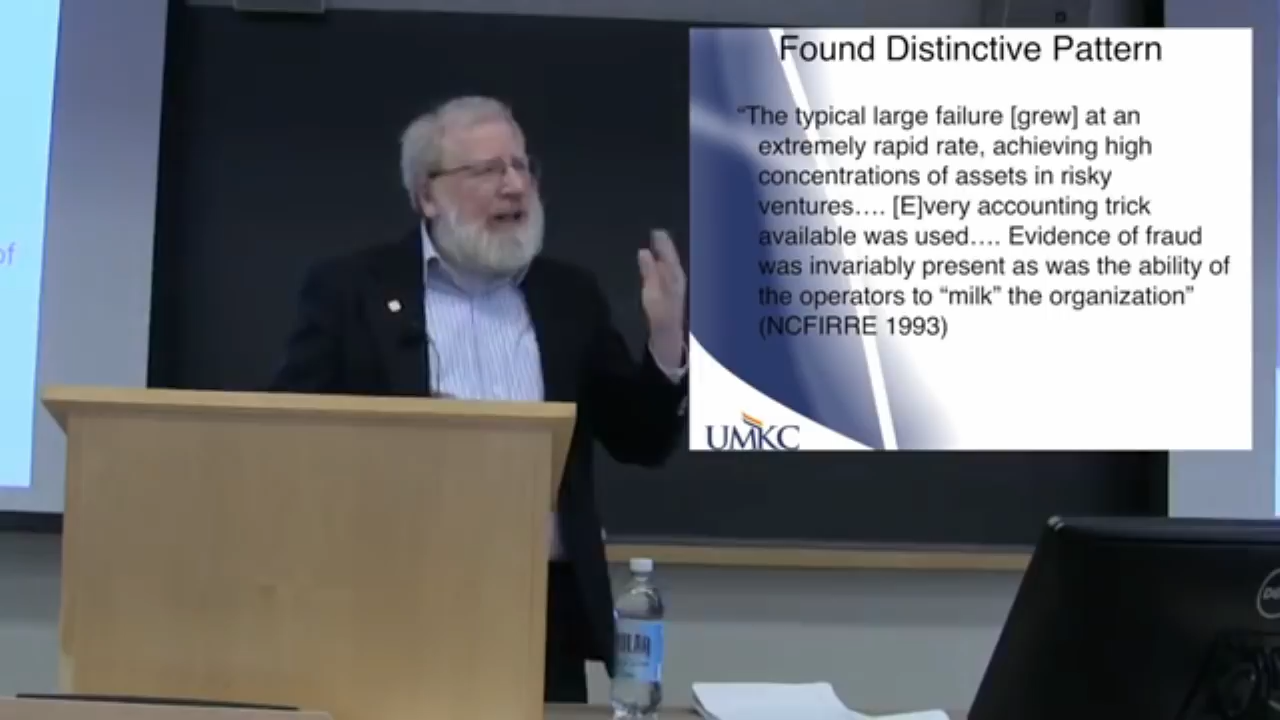 of
Found Distinctive Pattern
“The typical large failure [grew] at an
extremely rapid rate, achieving high
concentrations of assets in risky
ventures…. [E]very accounting trick
available was used…. Evidence of fraud
was invariably present as was the ability of
the operators to “milk” the organization”
(NCFIRRE 1993)
UMKC